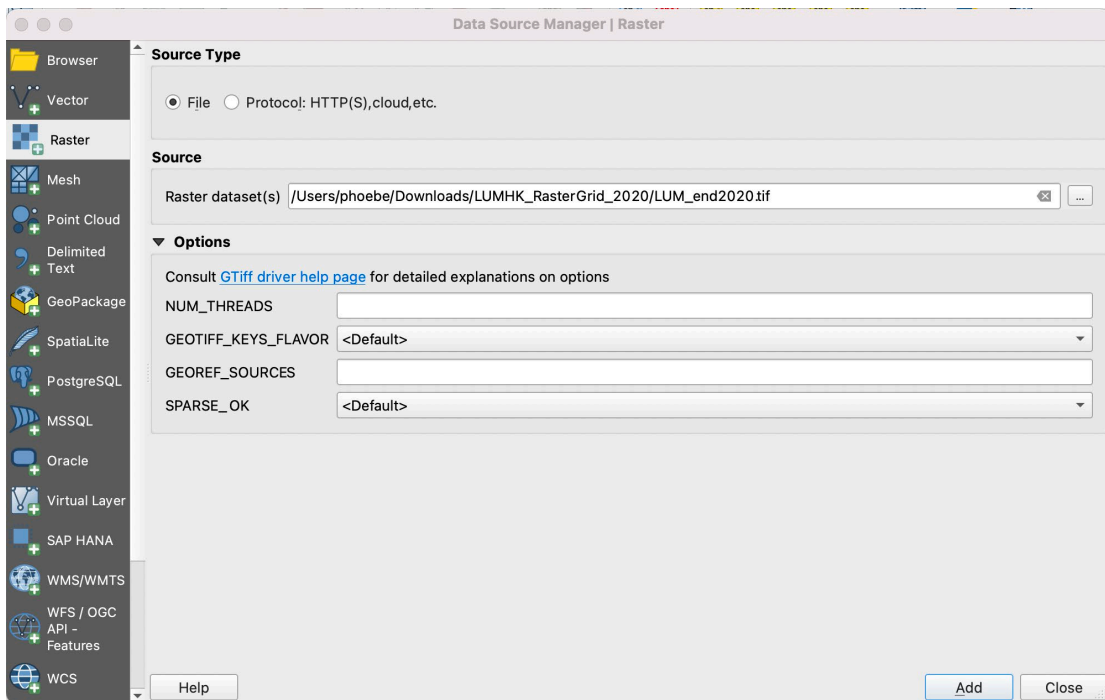 Data Source Manager | Raster
Browser
Vector
Raster
Mesh
Point Cloud
Delimited
Text
GeoPackage
SpatiaLite
PostgreSQL
MSSQL
Oracle
Virtual Layer
SAP HANA
WMS/WMTS
WFS / OGC
API -
Features
WCS
Source Type
File
Protocol: HTTP(S),cloud,etc.
Source
Raster dataset(s)
/Users/phoebe/Downloads/LUMHK_RasterGrid_2020/LUM_end2020.tif
...
Options
Consult GTiff driver help page for detailed explanations on options
NUM_THREADS
GEOTIFF_KEYS_FLAVOR
<Default>
GEOREF_SOURCES
SPARSE_OK
<Default>
Help
Add
Close